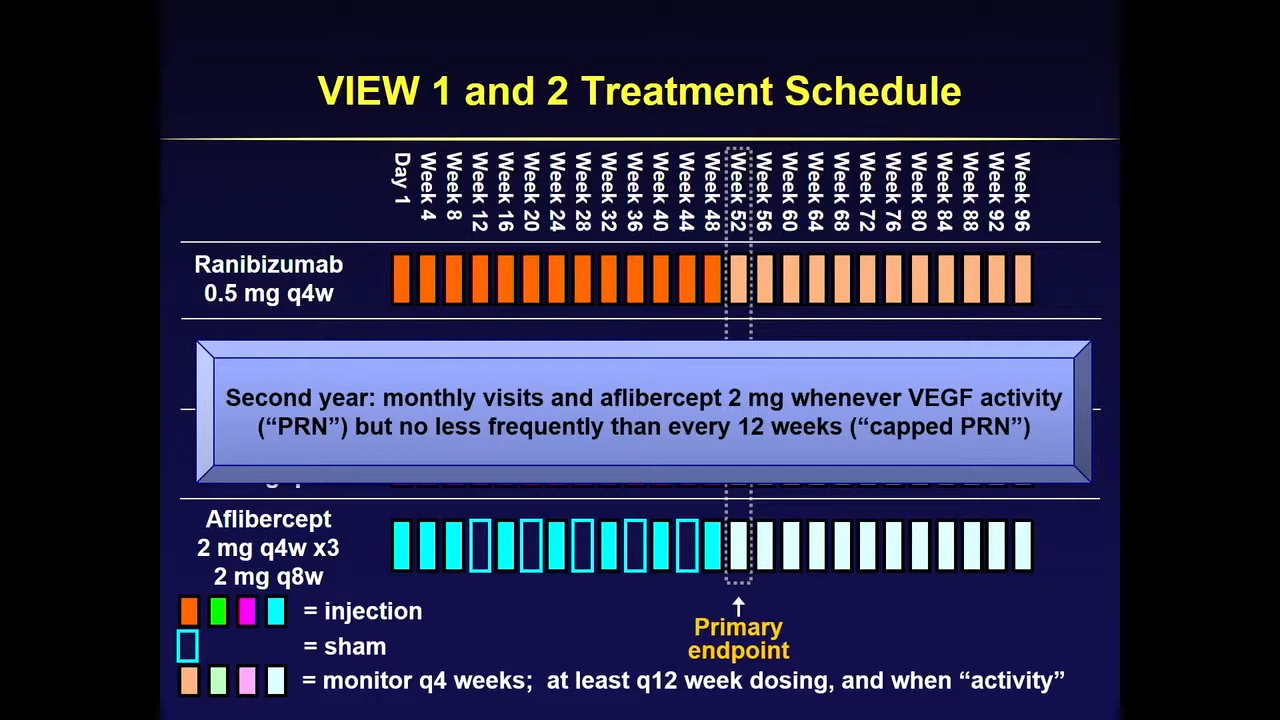 VIEW 1 and 2 Treatment Schedule
Day 1
Week 4
Week 8
Week 12
Week 16
Week 20
Week 24
Week 28
Week 32
Week 36
Week 40
Week 44
Week 48
Week 52
Week 56
Week 60
Week 64
Week 68
Week 72
Week 76
Week 80
Week 84
Week 88
Week 92
Week 96
Ranibizumab
0.5 mg q4w
Second year: monthly visits and aflibercept 2 mg whenever VEGF activity
(“PRN”) but no less frequently than every 12 weeks (“capped PRN”)
Aflibercept
2 mg q4w x3
2 mg q8w
= injection
= sham
= monitor q4 weeks; at least q12 week dosing, and when “activity”
Primary
endpoint